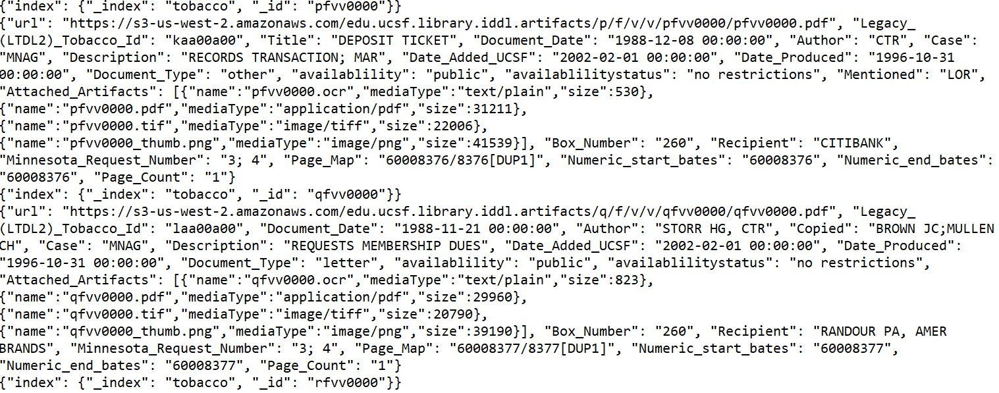 {"index": {"_index": "tobacco", "_id": "pfvv0000"}}
{"url": "https://s3-us-west-2.amazonaws.com/edu.ucsf.library.iddl.artifacts/p/f/v/v/pfvv0000/pfvv0000.pdf", "Legacy_
(LTDL2)_Tobacco_Id": "kaa00a00", "Title": "DEPOSIT TICKET", "Document_Date": "1988-12-08 00:00:00", "Author": "CTR", "Case":
"MNAG", "Description": "RECORDS TRANSACTION; MAR", "Date_Added_UCSF": "2002-02-01 00:00:00", "Date_Produced": "1996-10-31
00:00:00", "Document_Type": "other", "availablility": "public", "availablilitystatus": "no restrictions", "Mentioned": "LOR",
"Attached_Artifacts": [{"name":"pfvv0000.ocr","mediaType":"text/plain","size":530},
{"name":"pfvv0000.pdf","mediaType":"application/pdf","size":31211},
{"name":"pfvv0000.tif","mediaType":"image/tiff","size":22006},
{"name":"pfvv0000_thumb.png","mediaType":"image/png","size":41539}], "Box_Number": "260", "Recipient": "CITIBANK",
"Minnesota_Request_Number": "3; 4", "Page_Map": "60008376/8376[DUP1]", "Numeric_start_bates": "60008376", "Numeric_end_bates":
"60008376", "Page_Count": "1"}
{"index": {"_index": "tobacco", "_id": "qfvv0000"}}
{"url": "https://s3-us-west-2.amazonaws.com/edu.ucsf.library.iddl.artifacts/q/f/v/v/qfvv0000/qfvv0000.pdf", "Legacy_
(LTDL2)_Tobacco_Id": "laa00a00", "Document_Date": "1988-11-21 00:00:00", "Author": "STORR HG, CTR", "Copied": "BROWN JC;MULLEN
CH", "Case": "MNAG", "Description": "REQUESTS MEMBERSHIP DUES", "Date_Added_UCSF": "2002-02-01 00:00:00", "Date_Produced":
"1996-10-31 00:00:00", "Document_Type": "letter", "availablility": "public", "availablilitystatus": "no restrictions",
"Attached_Artifacts": [{"name":"qfvv0000.ocr","mediaType":"text/plain","size":823},
{"name":"qfvv0000.pdf","mediaType":"application/pdf","size":29960},
{"name":"qfvv0000.tif","mediaType":"image/tiff","size":20790},
{"name":"qfvv0000_thumb.png","mediaType":"image/png","size":39190}], "Box_Number": "260", "Recipient": "RANDOUR PA, AMER
BRANDS", "Minnesota_Request_Number": "3; 4", "Page_Map": "60008377/8377[DUP1]", "Numeric_start_bates": "60008377",
"Numeric_end_bates": "60008377", "Page_Count": "1"}
{"index": {"_index": "tobacco", "_id": "rfvv0000"}}